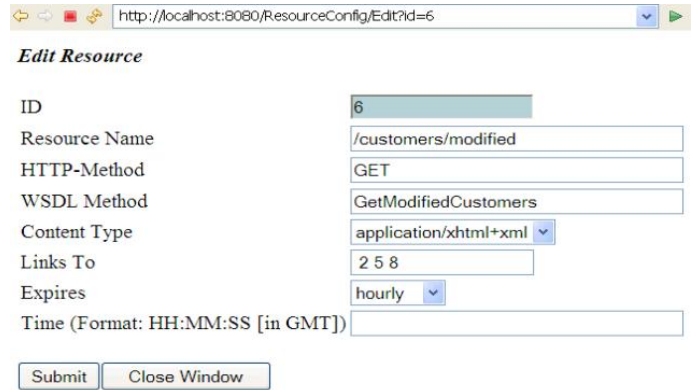 http://localhost:8080/ResourceConfig/Edit?id=6
Edit Resource
ID 6
Resource Name /customers/modified
HTTP-Method GET
WSDL Method GetModifiedCustomers
Content Type application/xhtml+xml
Links To 2 5 8
Expires hourly
Time (Format: HH:MM:SS [in GMT])
Submit Close Window